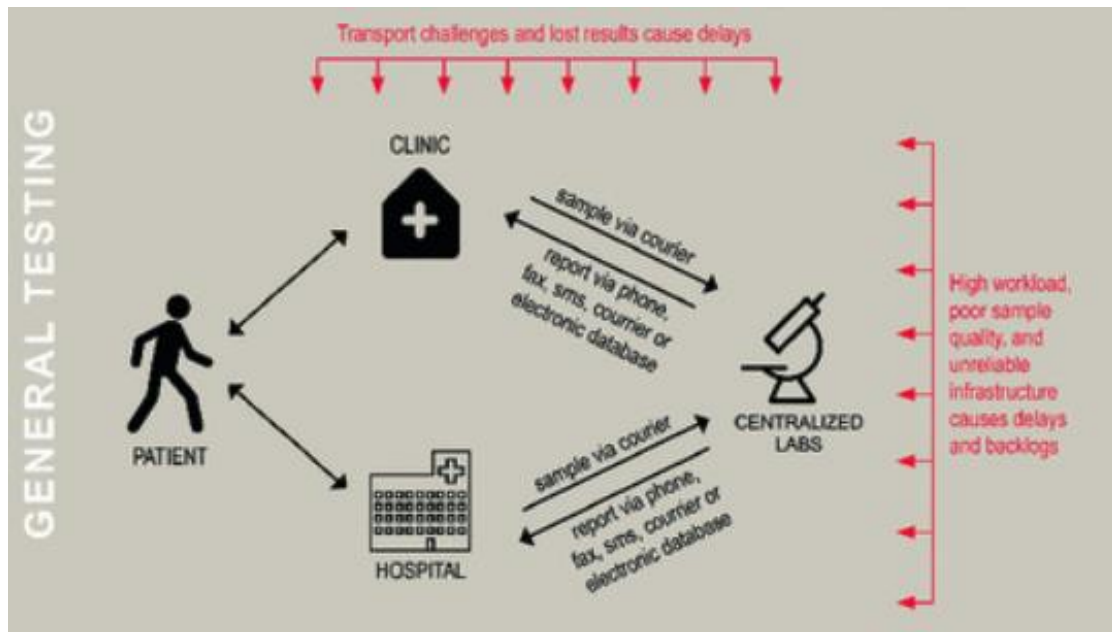 GENERAL TESTING
Transport challenges and lost results cause delays
CLINIC
sample via courier
report via phone,
fax, sms, courrier or
electronic database
PATIENT
CENTRALIZED
LABS
High workload,
poor sample
quality, and
unreliable
infrastructure
causes delays
and backlogs
HOSPITAL
sample via courier
report via phone,
fax, sms, courrier or
electronic database